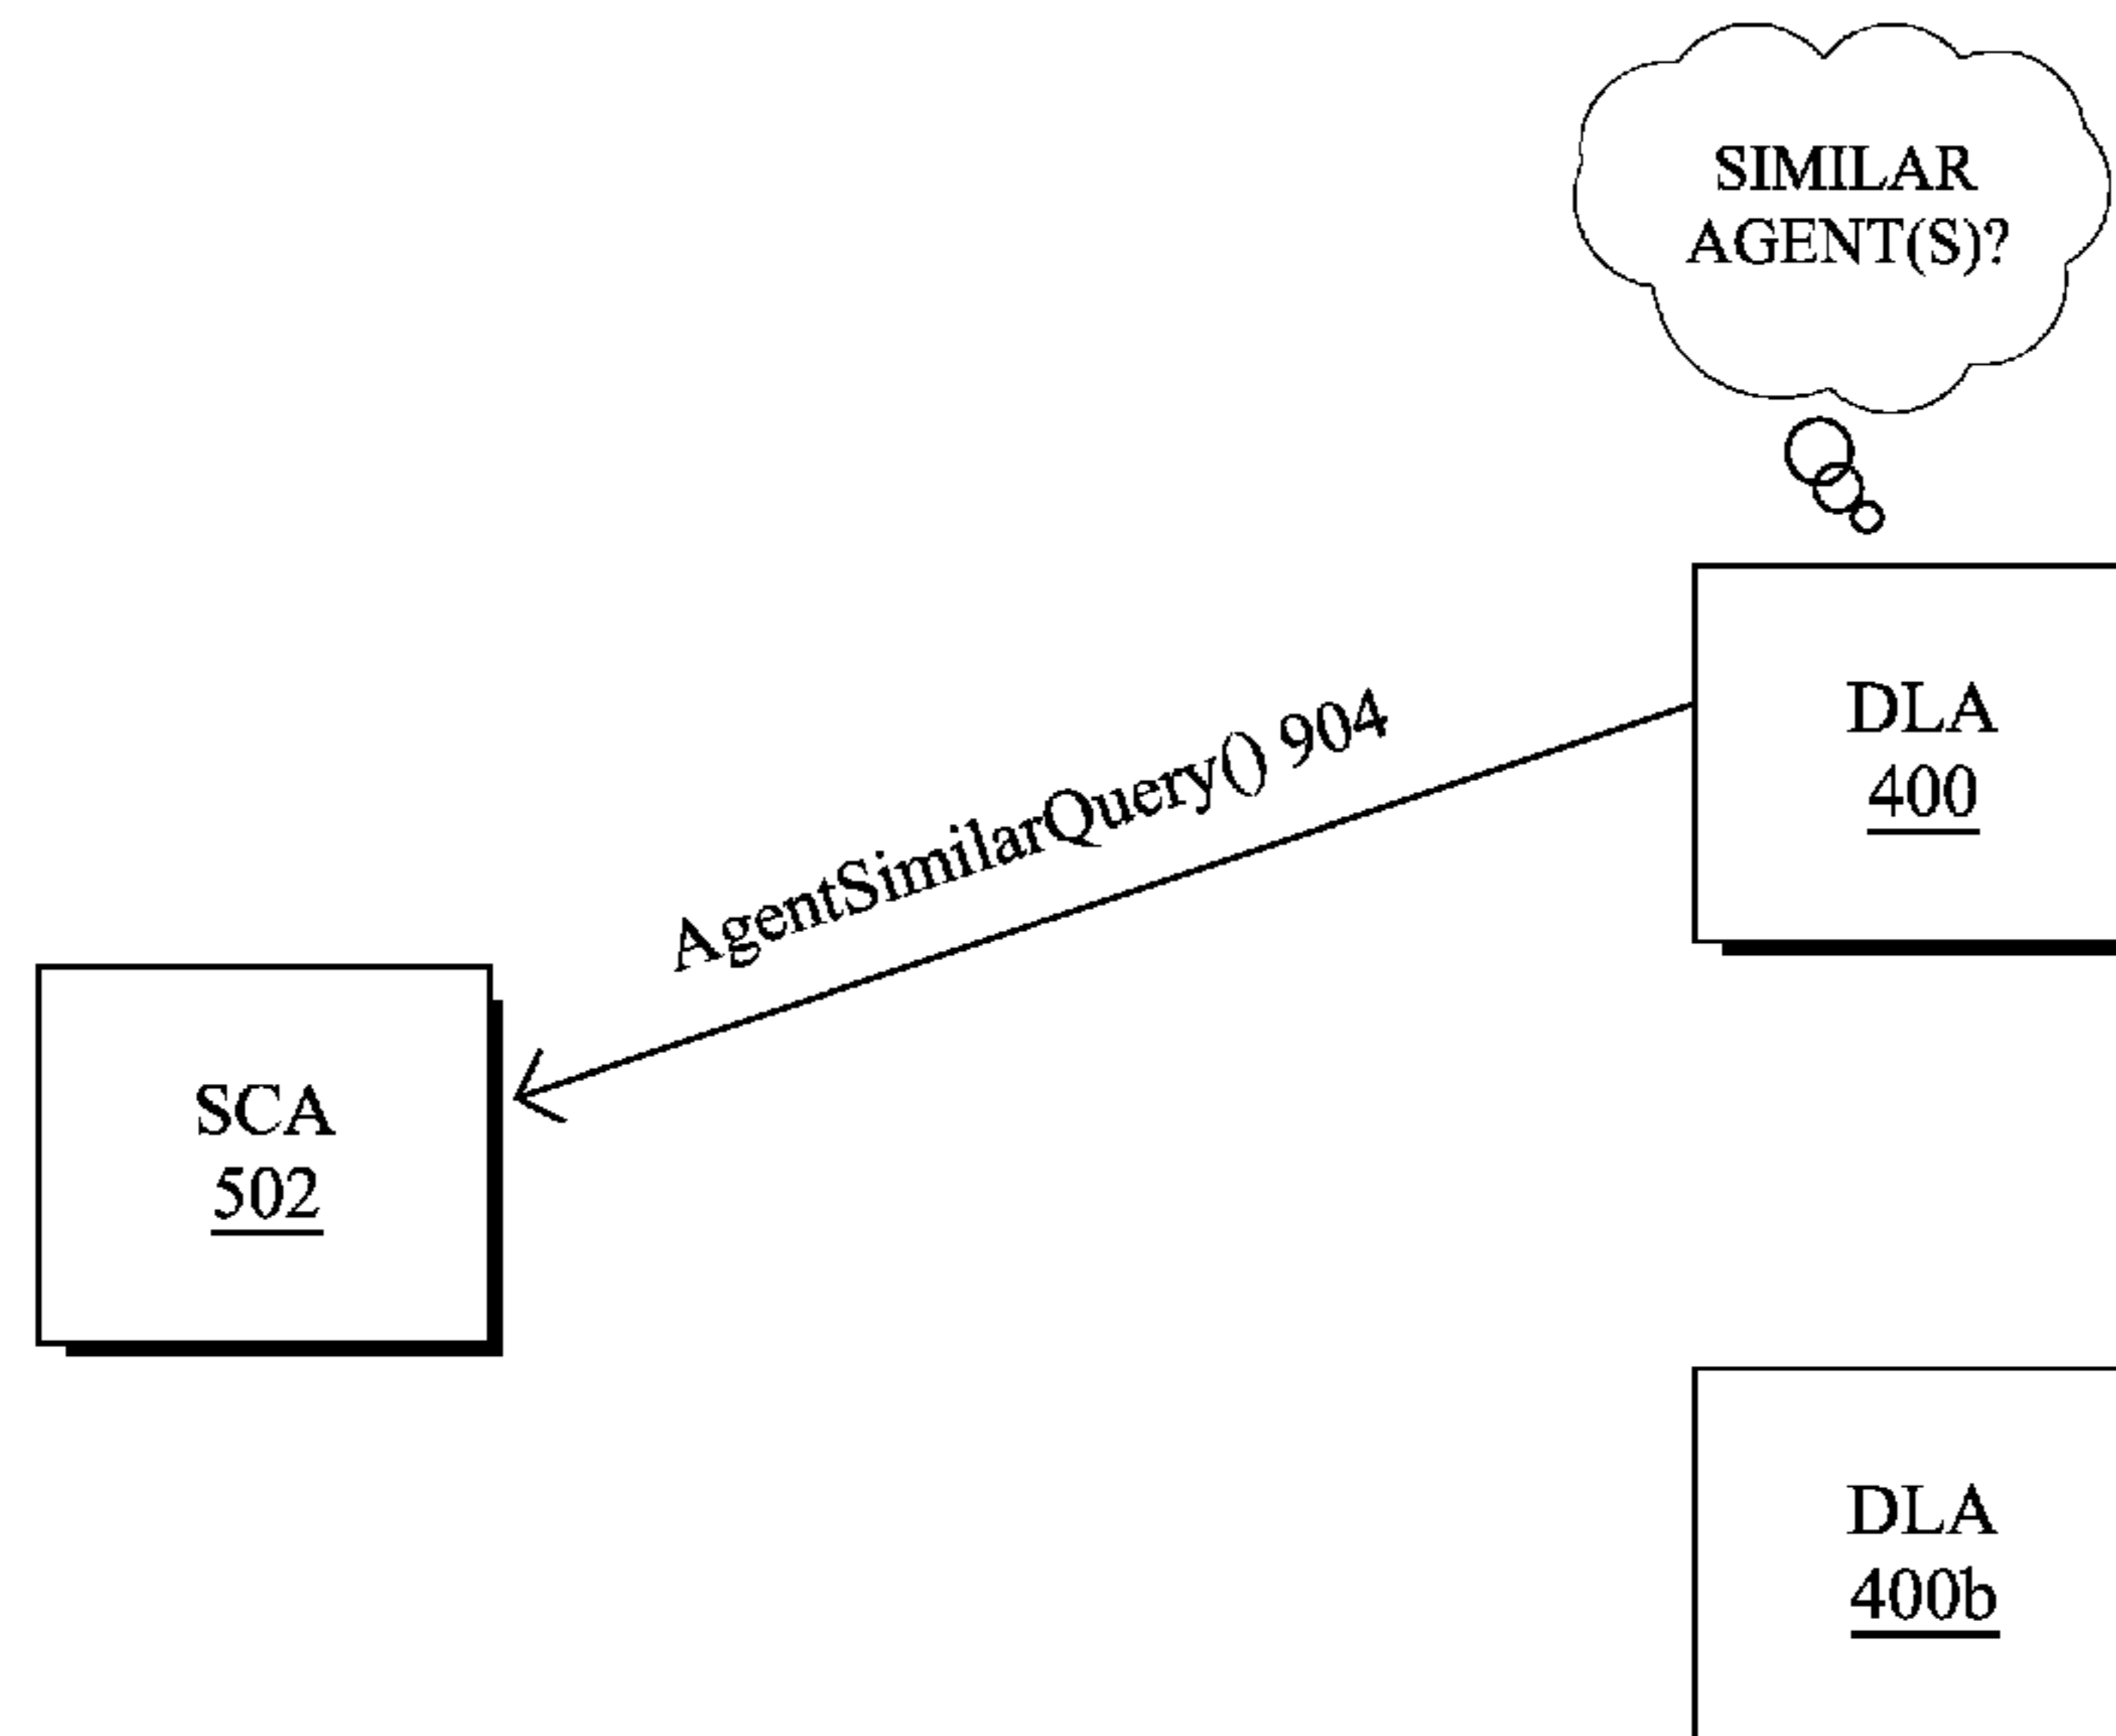 SIMILAR
AGENT(S)?
DLA
400
AgentSimilarQuery() 904
SCA
502
DLA
400b